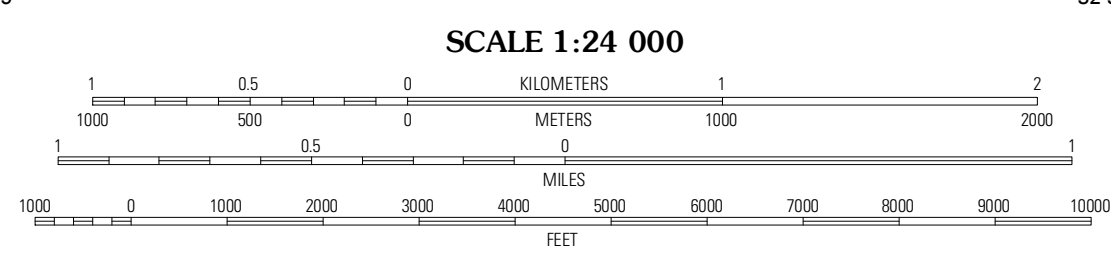 SCALE 1:24 000
1 0.5 0 KILOMETERS 1 2
1000 500 0 METERS 1000 2000
1 0.5 0 1
MILES
1000 0 1000 2000 3000 4000 5000 6000 7000 8000 9000 10000
FEET